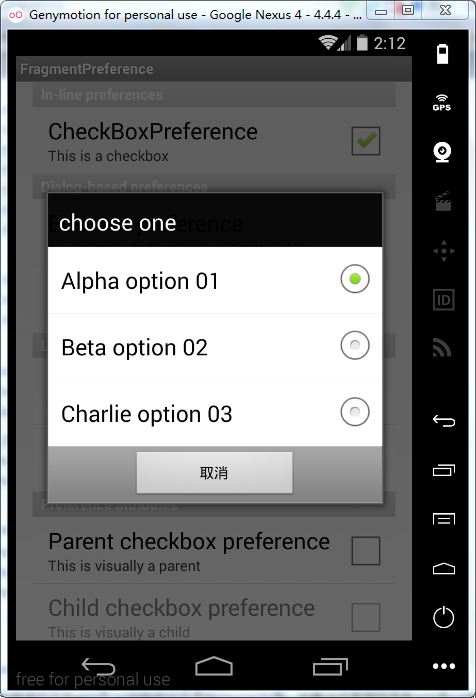 Genymotion for personal use - Google Nexus 4 - 4.4.4 - ...
2:12
GPS
ID
FragmentPreference
In-line preferences
CheckBoxPreference
This is a checkbox
Dialog-based preferences
choose one
Alpha option 01
Beta option 02
Charlie option 03
取消
Preference attributes
Parent checkbox preference
This is visually a parent
Child checkbox preference
This is visually a child
free for personal use